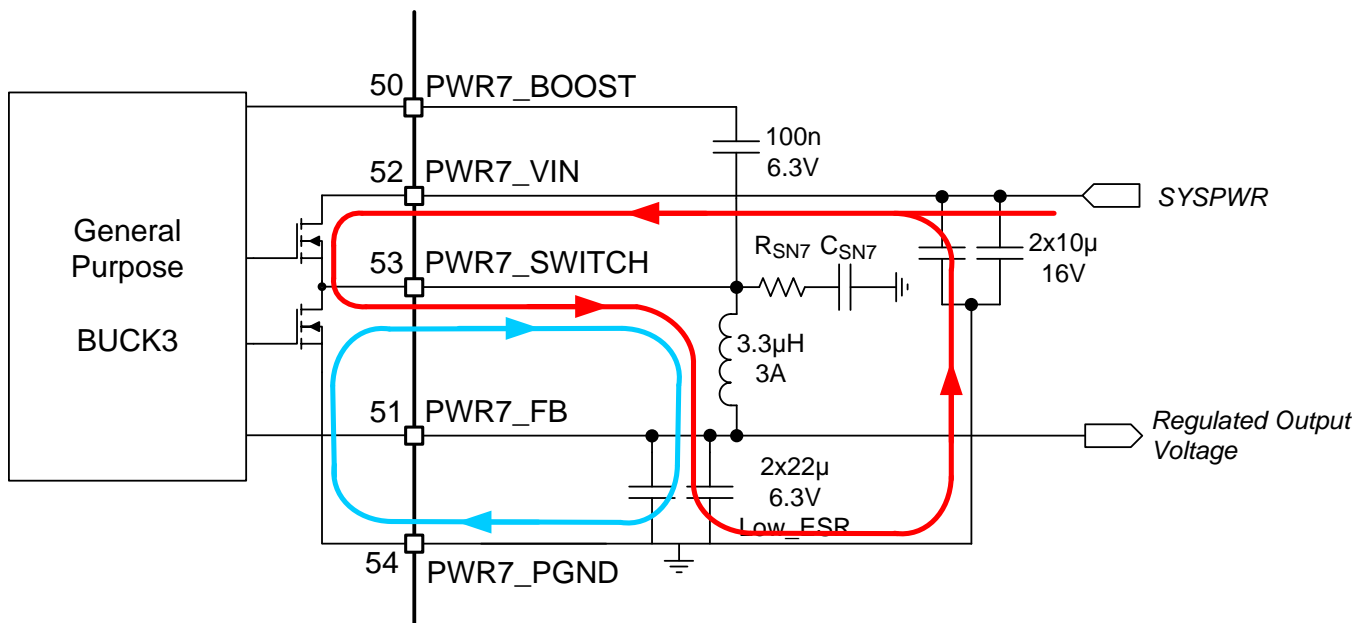 50
PWR7_BOOST
100n
6.3V
52
PWR7_VIN
SYSPWR
General
Purpose
BUCK3
53
PWR7_SWITCH
RSN7
CSN7
2x10µ
16V
3.3µH
3A
51
PWR7_FB
Regulated Output
Voltage
2x22µ
6.3V
Low_ESR
54
PWR7_PGND